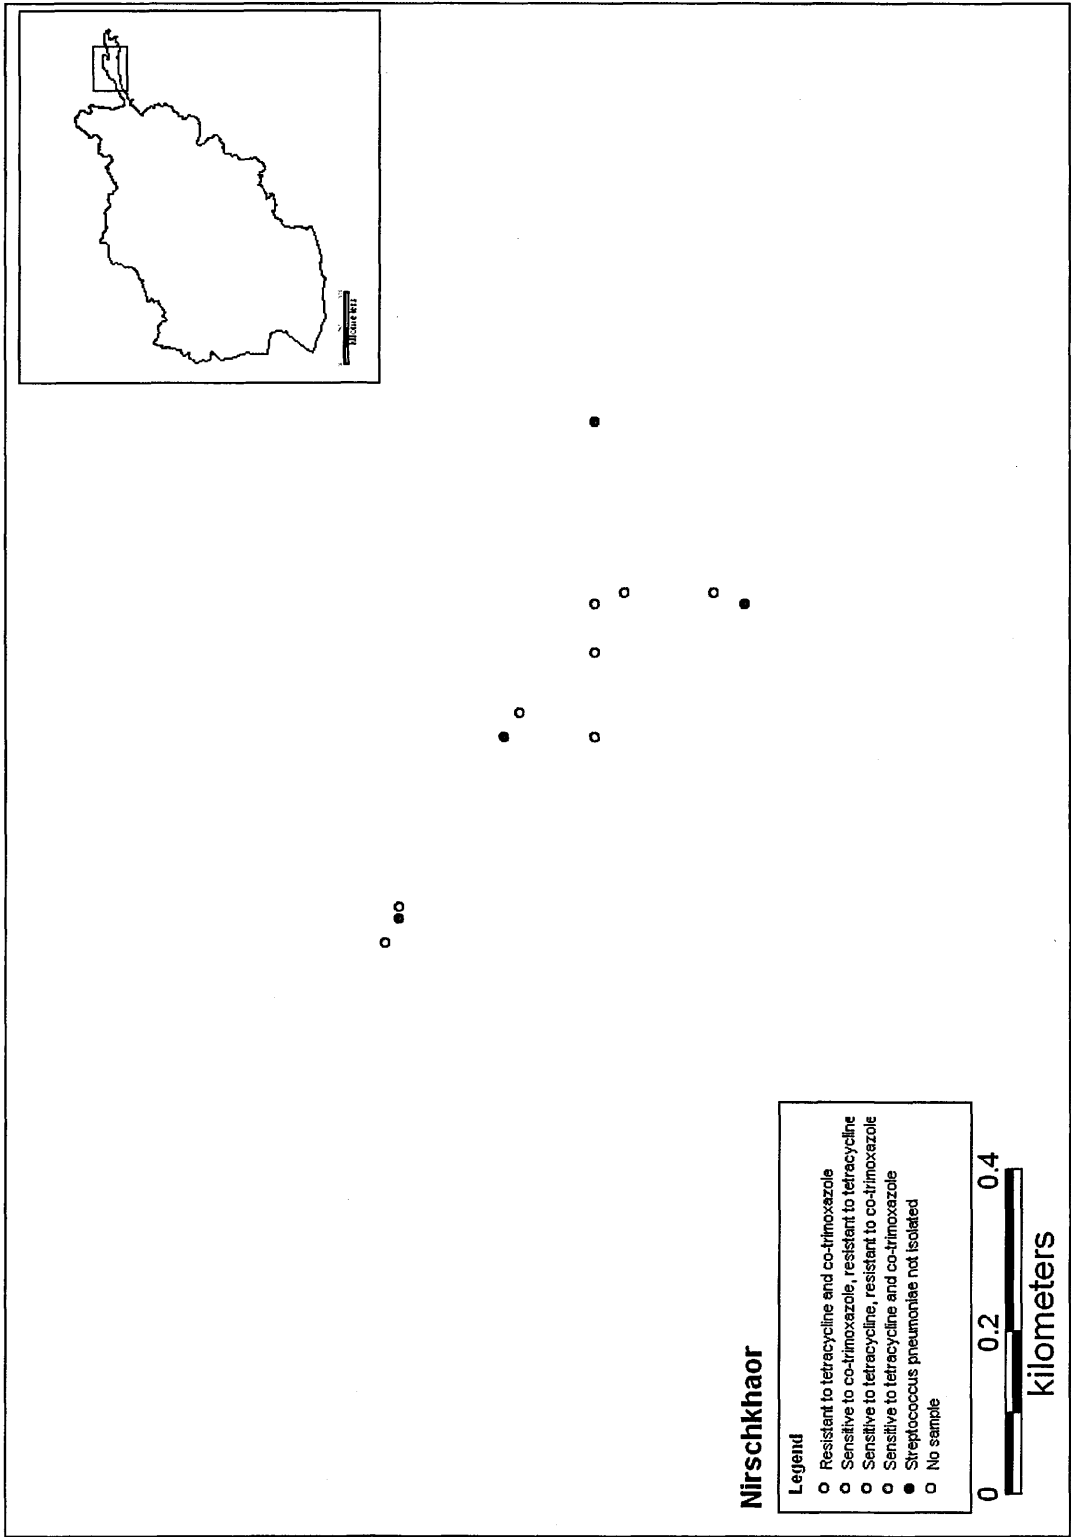 Nirschkhaor
Legend
Resistant to tetracycline and co-trimoxazole
Sensitive to co-trimoxazole, resistant to tetracycline
Sensitive to tetracycline, resistant to co-trimoxazole
Sensitive to tetracycline and co-trimoxazole
Streptococcus pneumoniae not isolated
No sample
0 0.2 0.4
kilometers
kilometers